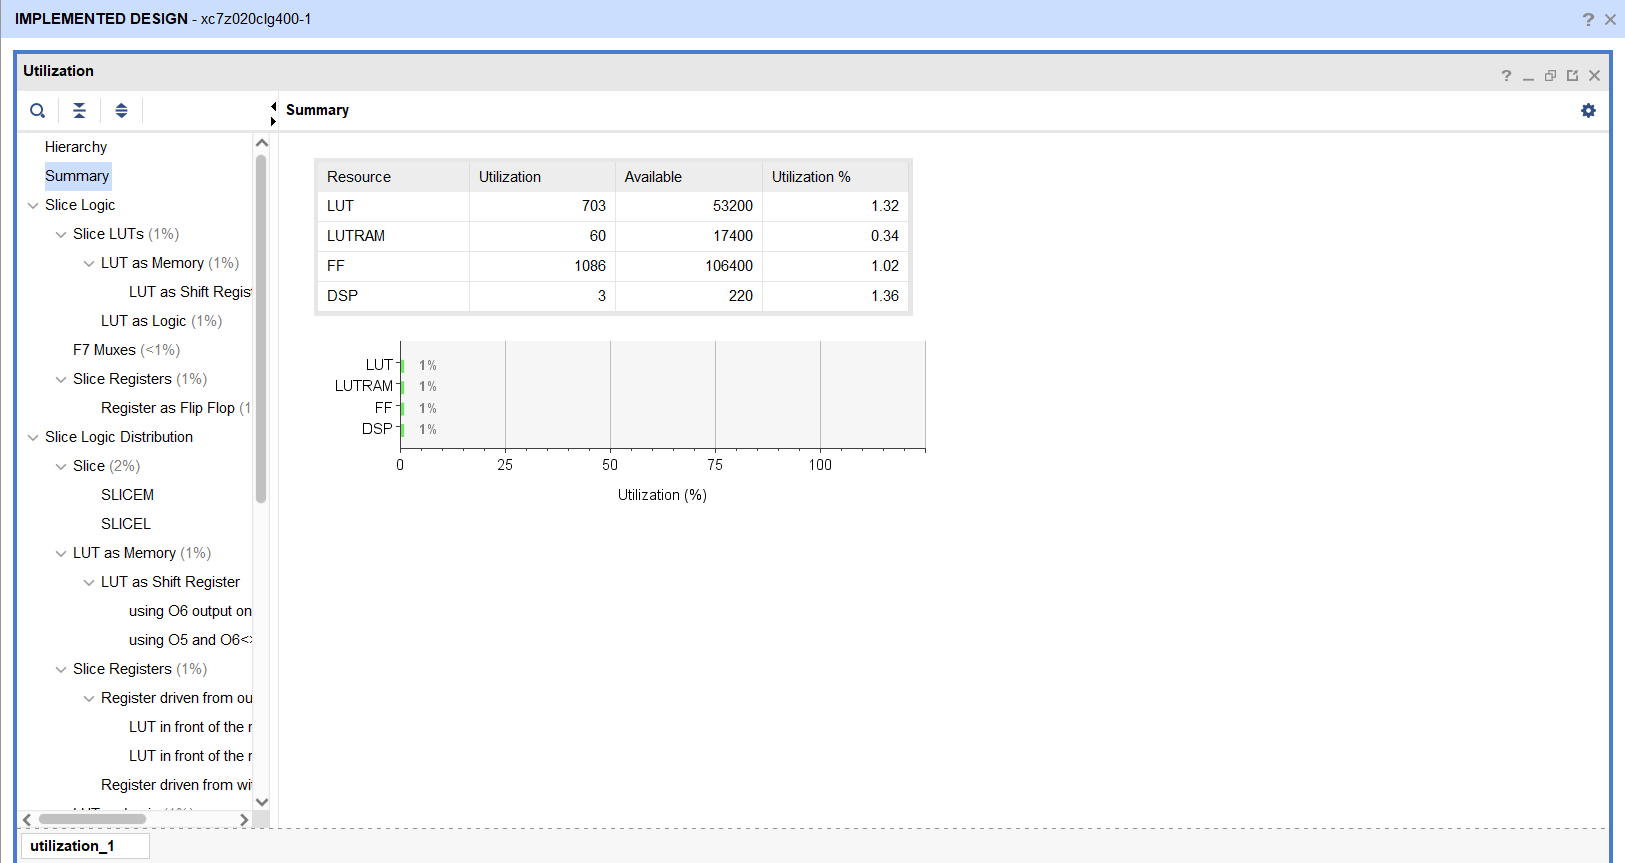 IMPLEMENTED DESIGN - xc7z020clg400-1
Utilization
Summary
Hierarchy
Summary
Slice Logic
Slice LUTs (1%)
LUT as Memory (1%)
LUT as Shift Regist
LUT as Logic (1%)
F7 Muxes (<1%)
Slice Registers (1%)
Register as Flip Flop (1
Slice Logic Distribution
Slice (2%)
SLICEM
SLICEL
LUT as Memory (1%)
LUT as Shift Register
using O6 output on
using O5 and O6<>
Slice Registers (1%)
Register driven from ou
LUT in front of the r
LUT in front of the r
Register driven from wi
Resource Utilization Available Utilization %
LUT 703 53200 1.32
LUTRAM 60 17400 0.34
FF 1086 106400 1.02
DSP 3 220 1.36
LUT 1%
LUTRAM 1%
FF 1%
DSP 1%
0 25 50 75 100
Utilization (%)
utilization_1